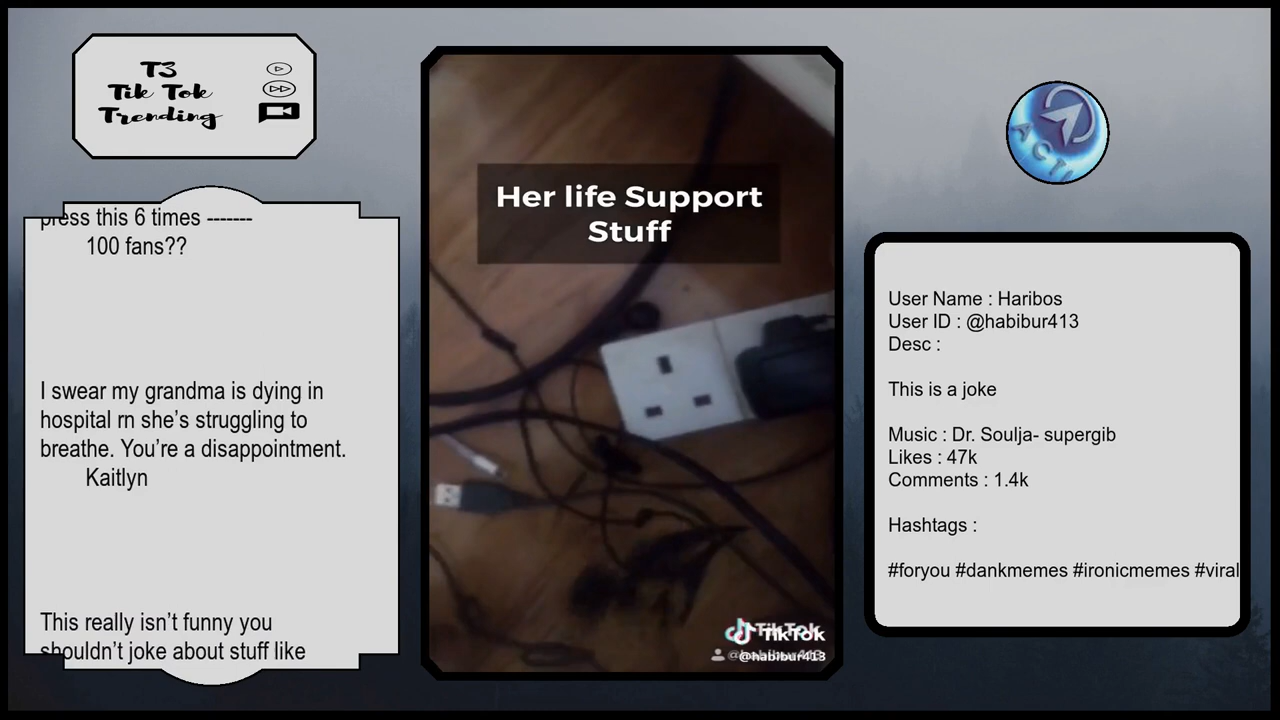 T3
Tik Tok
Trending
press this 6 times -------
100 fans??
I swear my grandma is dying in
hospital rn she's struggling to
breathe. You're a disappointment.
Kaitlyn
This really isn't funny you
shouldn't joke about stuff like
Her life Support
Stuff
TikTok
@habibur413
ACTI
User Name : Haribos
User ID : @habibur413
Desc :
This is a joke
Music : Dr. Soulja- supergib
Likes : 47k
Comments : 1.4k
Hashtags :
#foryou #dankmemes #ironicmemes #viral